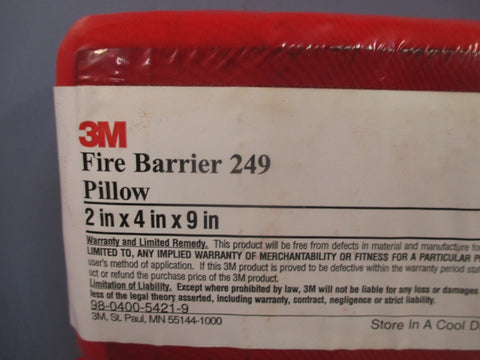 3M
Fire Barrier 249
Pillow
2 in x 4 in x 9 in
Warranty and Limited Remedy. This product will be free from defects in material and manufacture fo
LIMITED TO, ANY IMPLIED WARRANTY OF MERCHANTABILITY OR FITNESS FOR A PARTICULAR P
user's method of application. If this 3M product is proved to be defective within the warranty period stat
uct or refund the purchase price of the 3M product.
Limitation of Liability. Except where prohibited by law, 3M will not be liable for any loss or damages
less of the legal theory asserted, including warranty, contract, negligence or strict liability.
98-0400-5421-9
3M, St. Paul, MN 55144-1000
Store In A Cool D